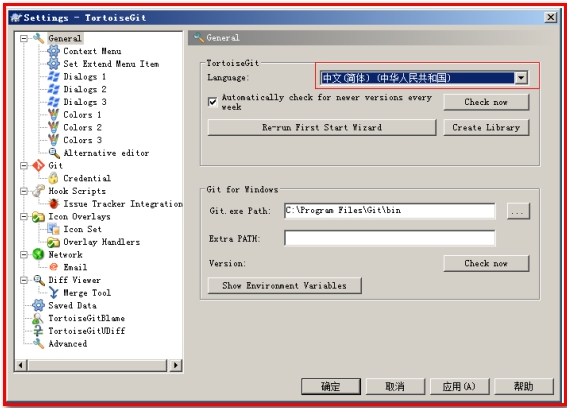 Settings - TortoiseGit
General
Context Menu
Set Extend Menu Item
Dialogs 1
Dialogs 2
Dialogs 3
Colors 1
Colors 2
Colors 3
Alternative editor
Git
Credential
Hook Scripts
Issue Tracker Integration
Icon Overlays
Icon Set
Overlay Handlers
Network
Email
Diff Viewer
Merge Tool
Saved Data
TortoiseGitBlame
TortoiseGitUDiff
Advanced
General
TortoiseGit
Language:
中文(简体) (中华人民共和国)
Automatically check for newer versions every
week
Check now
Re-run First Start Wizard
Create Library
Git for Windows
Git.exe Path:
C:\Program Files\Git\bin
...
Extra PATH:
Version:
Check now
Show Environment Variables
确定
取消
应用(A)
帮助